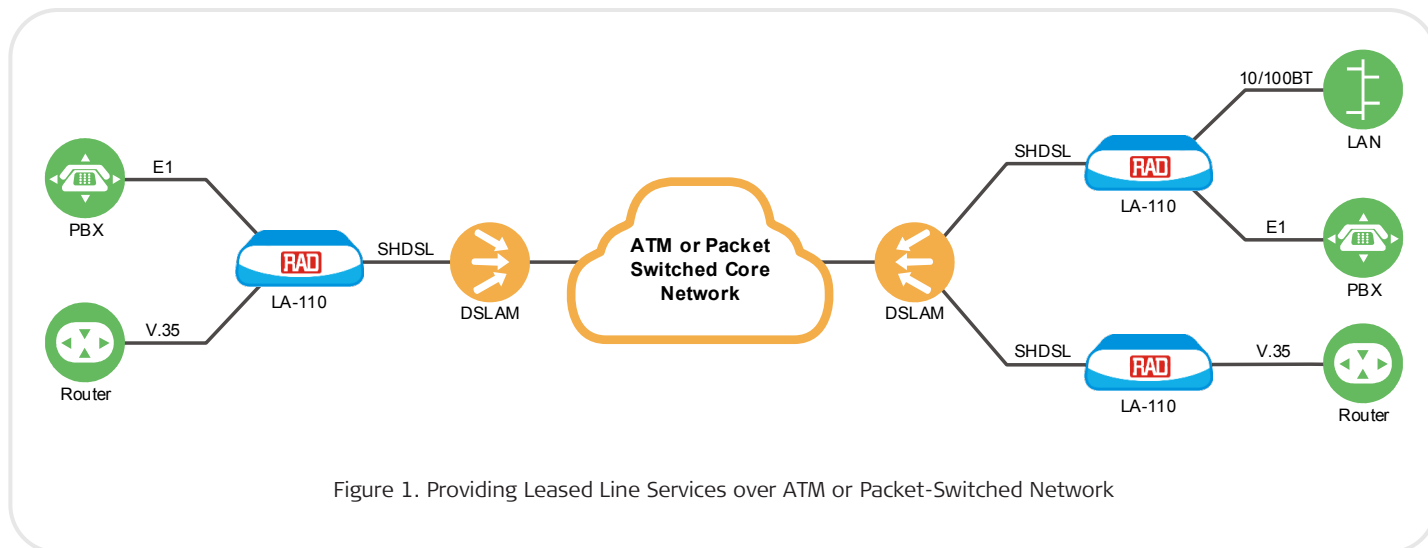 E1
PBX
V.35
Router
RAD
LA-110
SHDSL
DSLAM
ATM or Packet
Switched Core
Network
DSLAM
SHDSL
RAD
LA-110
10/100BT
LAN
E1
PBX
SHDSL
RAD
LA-110
V.35
Router
Figure 1. Providing Leased Line Services over ATM or Packet-Switched Network